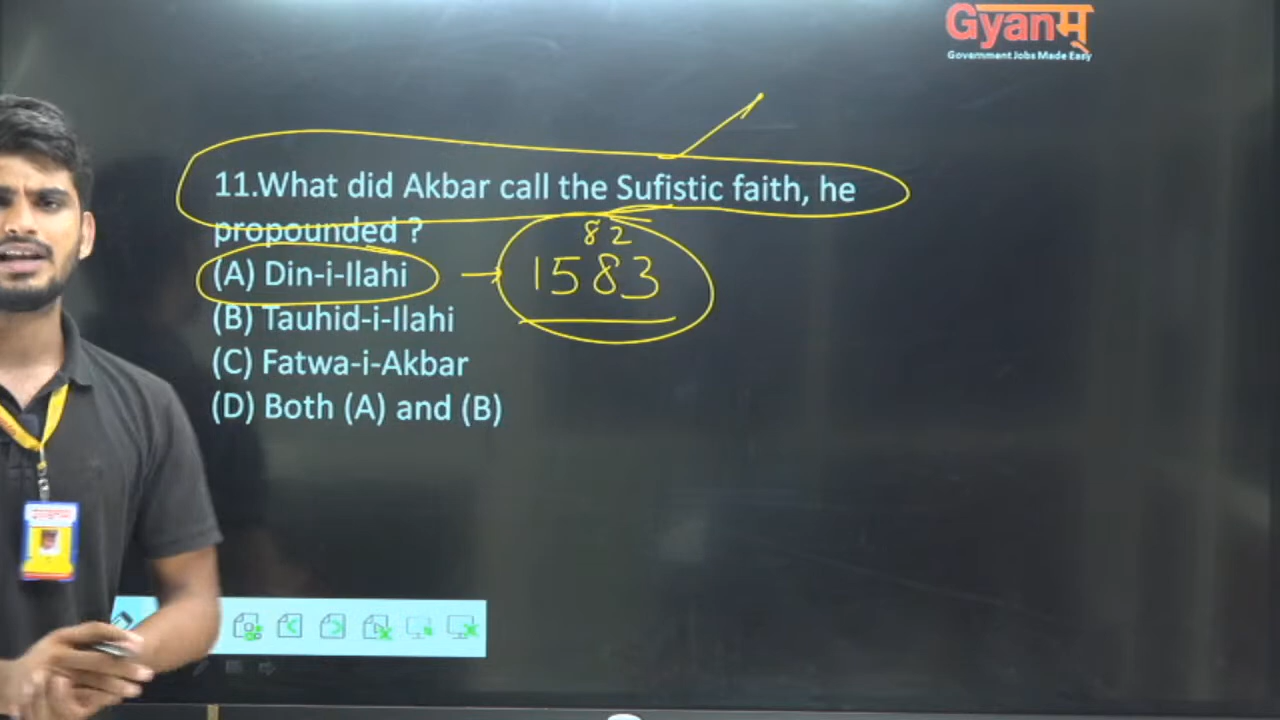 Gyanम्
Government Jobs Made Easy
11.What did Akbar call the Sufistic faith, he
propounded ?
82
(A) Din-i-Ilahi → 1583
(B) Tauhid-i-Ilahi
(C) Fatwa-i-Akbar
(D) Both (A) and (B)